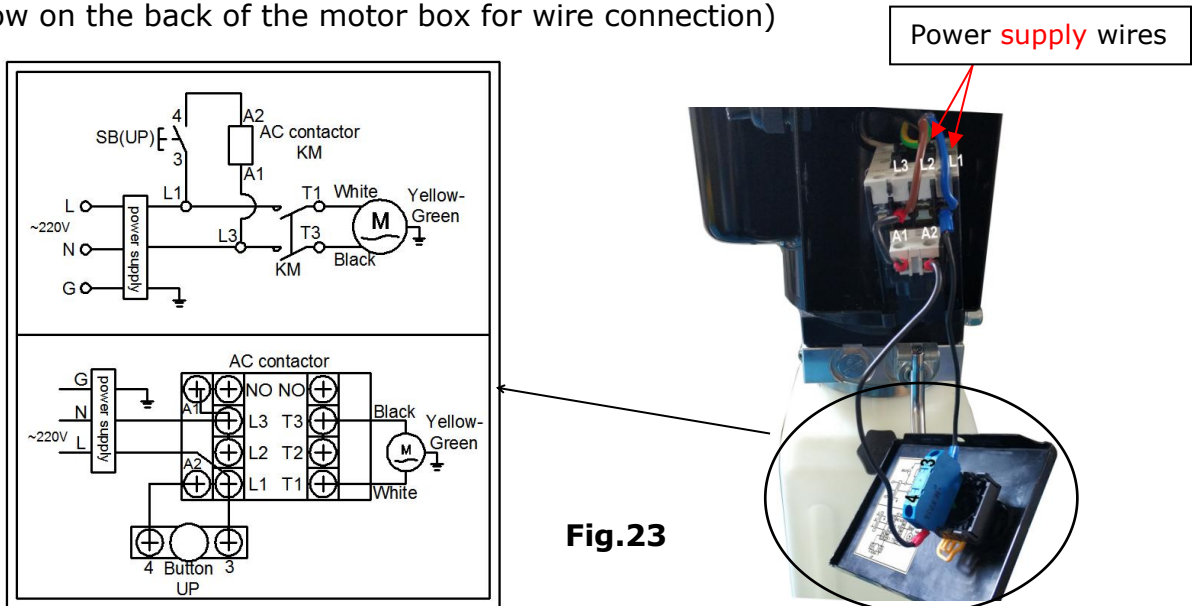 ow on the back of the motor box for wire connection)
Power supply wires
4
A2
SB(UP)
AC contactor
KM
3
A1
L1
T1
White
Yellow-
Green
L
~220V
power supply
M
N
L3
T3
KM
Black
G
AC contactor
G
power supply
NO NO
A1
N
L3 T3
Black
Yellow-
Green
~220V
L
L2 T2
M
A2
L1 T1
White
4 Button 3
UP
L3 L2 L1
A1 A2
4 3
Fig.23